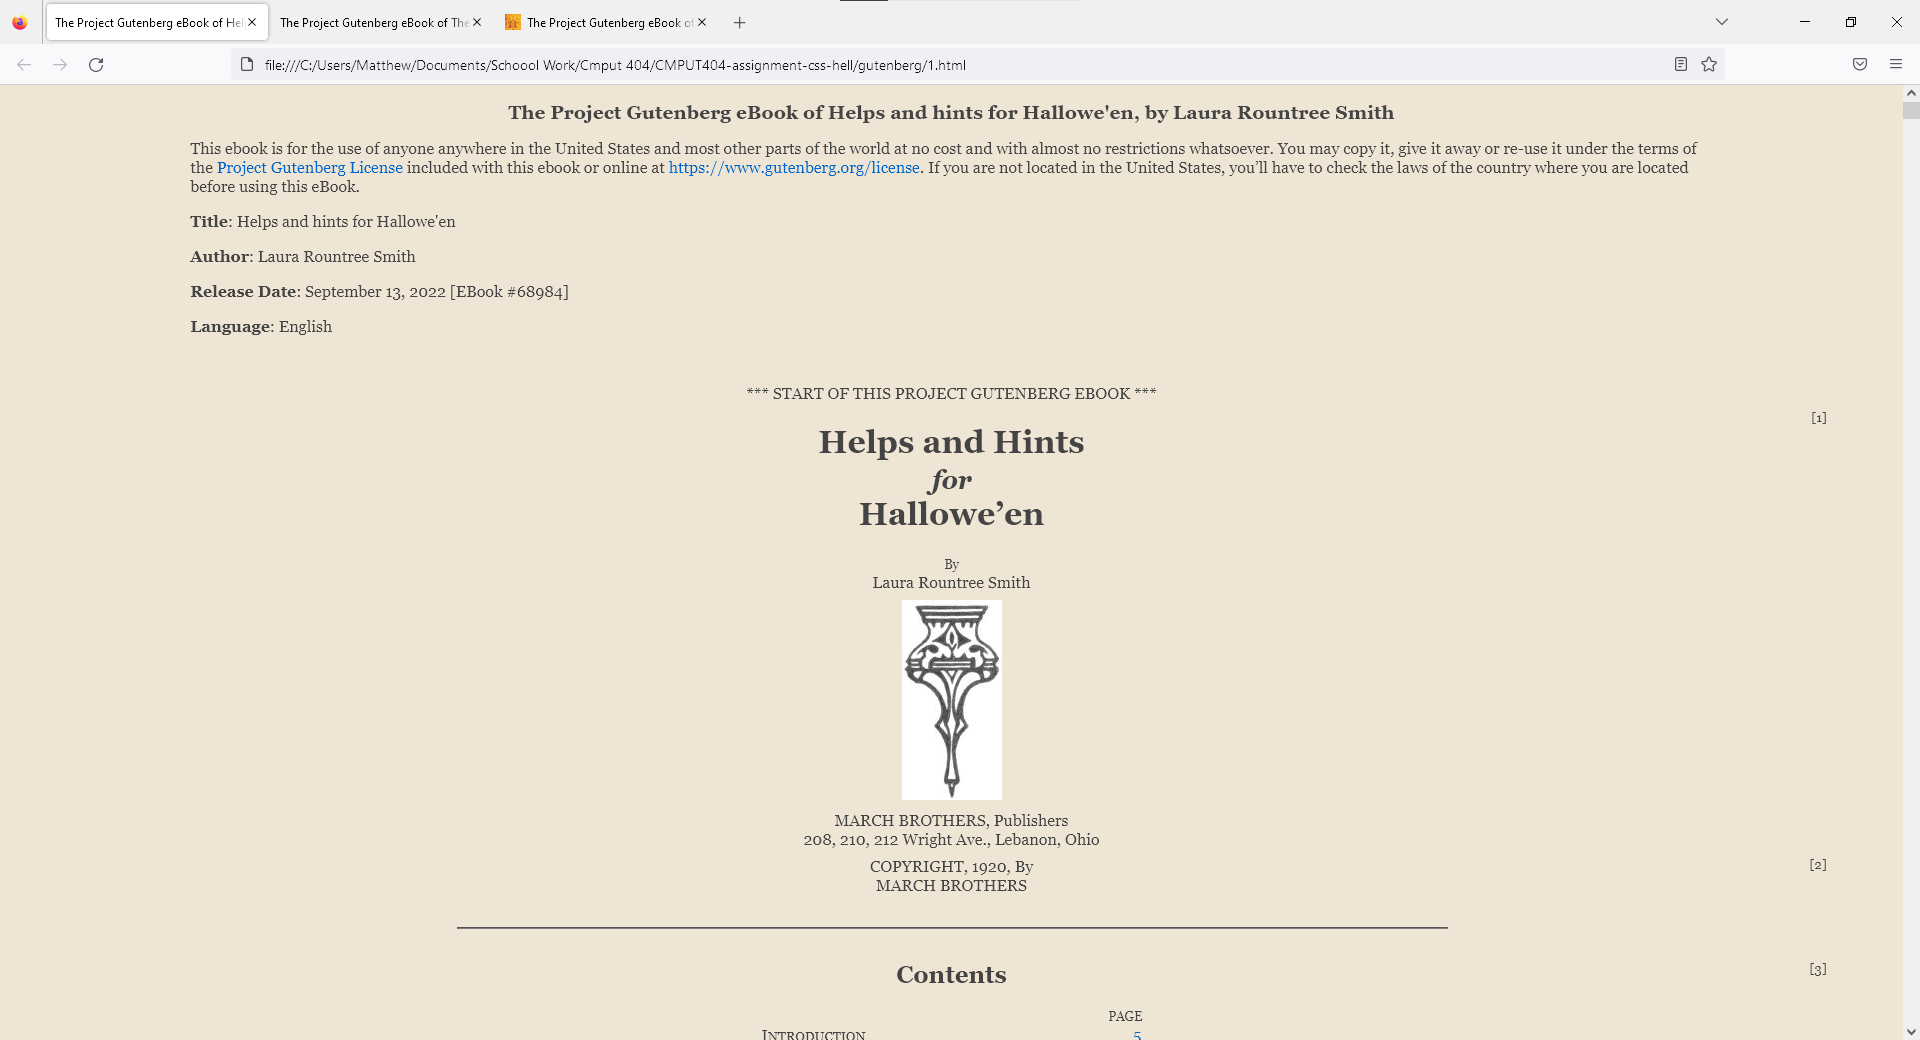 The Project Gutenberg eBook of Hel
The Project Gutenberg eBook of The
The Project Gutenberg eBook of
file:///C:/Users/Matthew/Documents/Schoool Work/Cmput 404/CMPUT404-assignment-css-hell/gutenberg/1.html
The Project Gutenberg eBook of Helps and hints for Hallowe'en, by Laura Rountree Smith
This ebook is for the use of anyone anywhere in the United States and most other parts of the world at no cost and with almost no restrictions whatsoever. You may copy it, give it away or re-use it under the terms of
the Project Gutenberg License included with this ebook or online at https://www.gutenberg.org/license. If you are not located in the United States, you’ll have to check the laws of the country where you are located
before using this eBook.
Title: Helps and hints for Hallowe'en
Author: Laura Rountree Smith
Release Date: September 13, 2022 [EBook #68984]
Language: English
*** START OF THIS PROJECT GUTENBERG EBOOK ***
[1]
Helps and Hints
for
Hallowe’en
By
Laura Rountree Smith
MARCH BROTHERS, Publishers
208, 210, 212 Wright Ave., Lebanon, Ohio
COPYRIGHT, 1920, By
[2]
MARCH BROTHERS
Contents
[3]
PAGE
Introduction 5